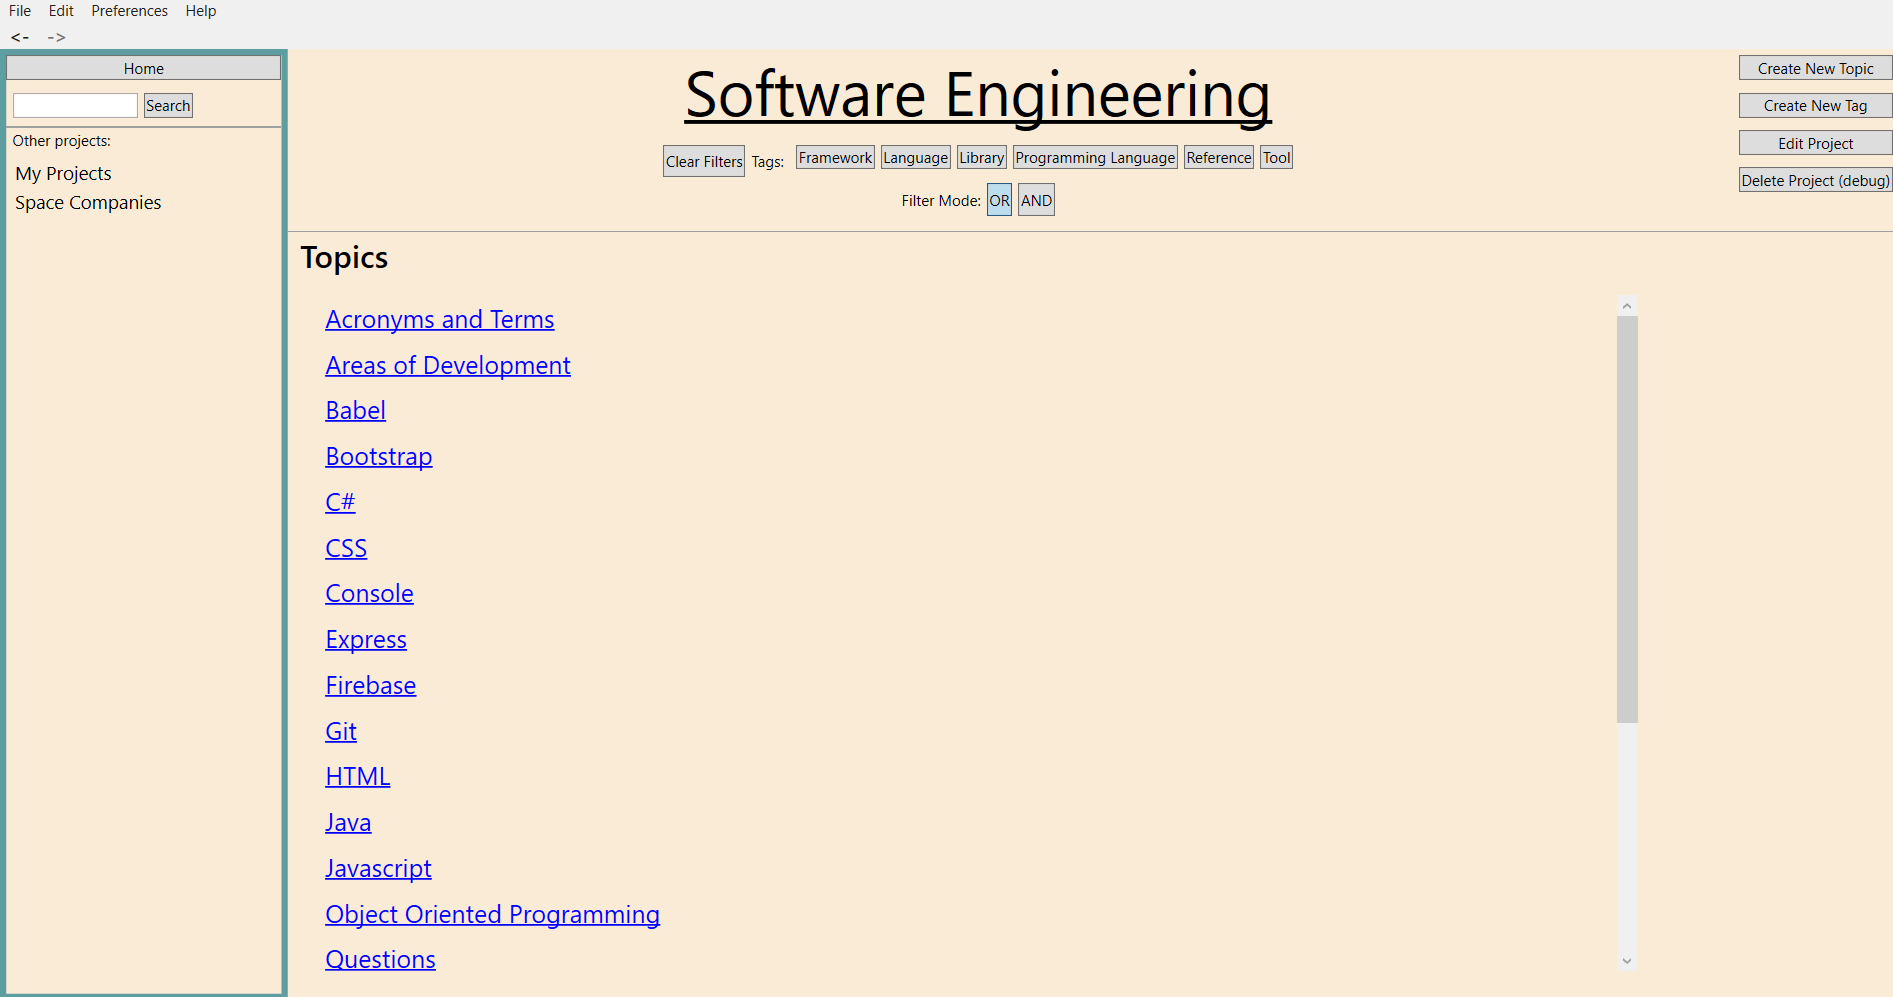 File Edit Preferences Help
<- ->
Home
Search
Other projects:
My Projects
Space Companies
Software Engineering
Clear Filters Tags: Framework Language Library Programming Language Reference Tool
Filter Mode: OR AND
Create New Topic
Create New Tag
Edit Project
Delete Project (debug)
Topics
Acronyms and Terms
Areas of Development
Babel
Bootstrap
C#
CSS
Console
Express
Firebase
Git
HTML
Java
Javascript
Object Oriented Programming
Questions